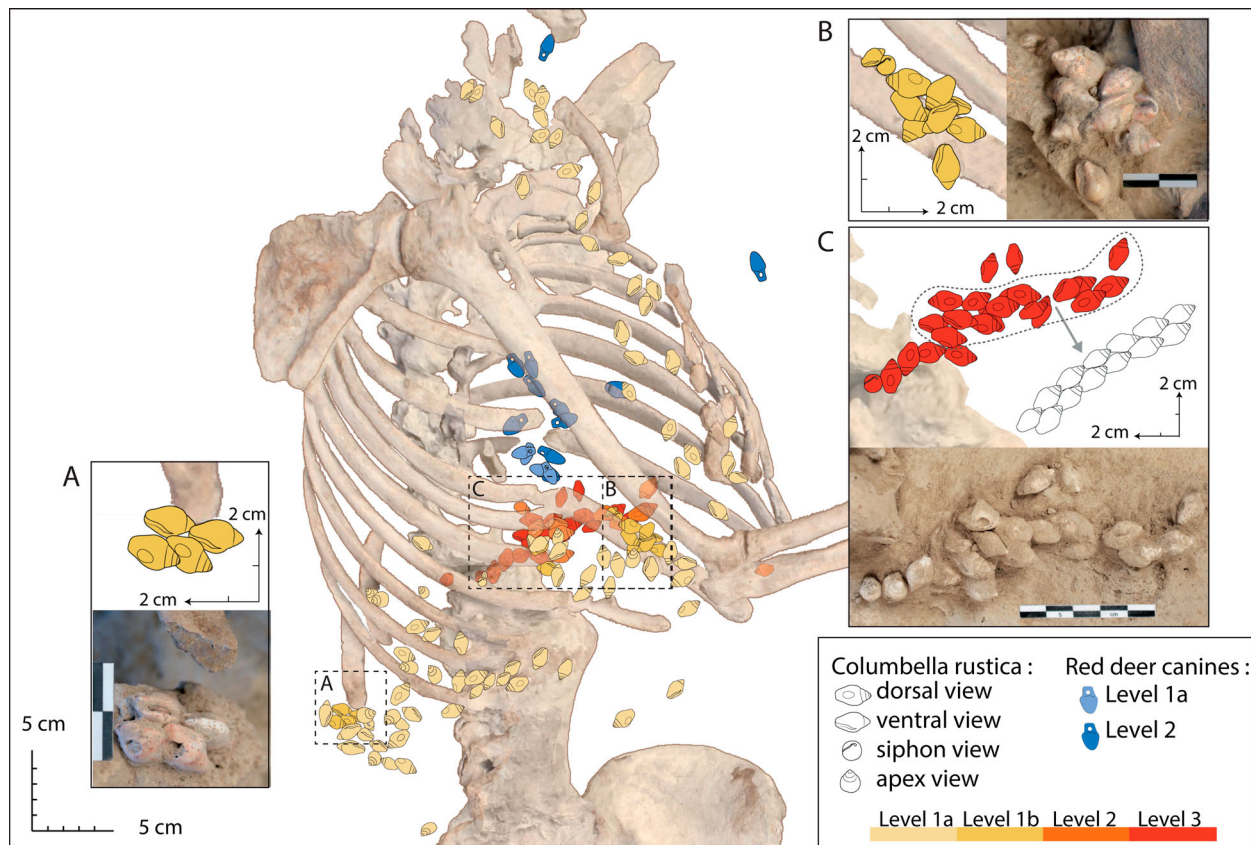 B
2 cm
2 cm
C
2 cm
2 cm
5
cm
C
B
A
A
2 cm
2 cm
5 cm
5 cm
Columbella rustica :
dorsal view
ventral view
siphon view
apex view
Red deer canines :
Level 1a
Level 2
Level 1a Level 1b Level 2 Level 3